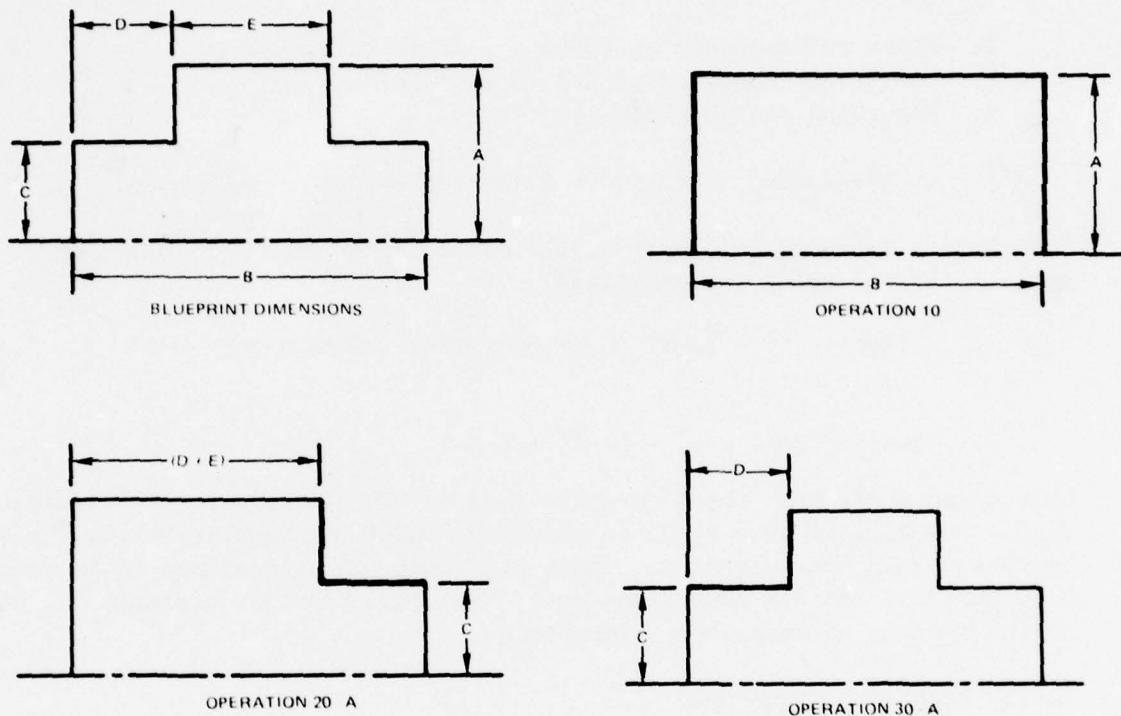 D
E
A
C
B
BLUEPRINT DIMENSIONS
A
B
OPERATION 10
(D + E)
C
OPERATION 20-A
D
C
OPERATION 30-A